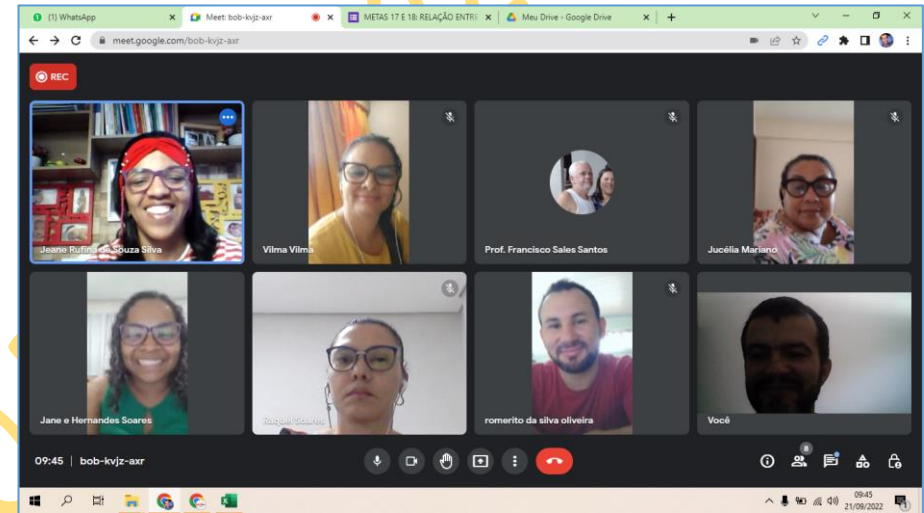 (1) WhatsApp
Meet: bob-kvjz-axr
METAS 17 E 18: RELAÇÃO ENTRE
Meu Drive - Google Drive
meet.google.com/bob-kvjz-axr
REC
Jeane Rufina de Souza Silva
Vilma Vilma
Prof. Francisco Sales Santos
Jucélia Mariano
Jane e Hernandes Soares
Raquel Soares
romerito da silva oliveira
Você
09:45 | bob-kvjz-axr
8
09:45
21/09/2022